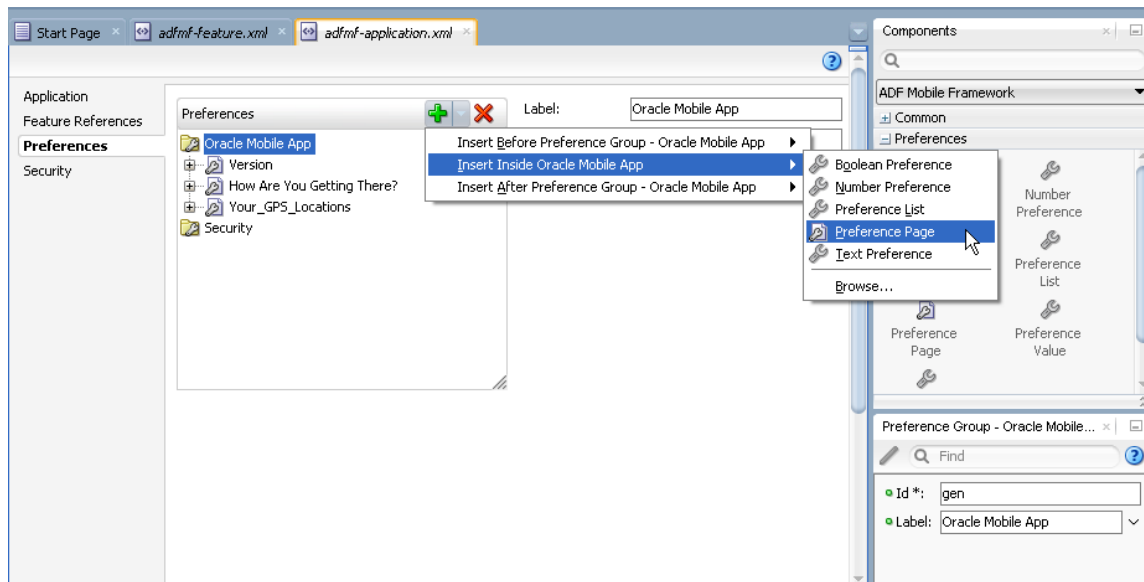 Start Page
adfmf-feature.xml
adfmf-application.xml
Application
Feature References
Preferences
Security
Preferences
Label:
Oracle Mobile App
Oracle Mobile App
Version
How Are You Getting There?
Your_GPS_Locations
Security
Insert Before Preference Group - Oracle Mobile App
Insert Inside Oracle Mobile App
Insert After Preference Group - Oracle Mobile App
Boolean Preference
Number Preference
Preference List
Preference Page
Text Preference
Browse...
Components
ADF Mobile Framework
Common
Preferences
Number
Preference
Preference
List
Preference
Page
Preference
Value
Preference Group - Oracle Mobile...
Find
Id *:
gen
Label:
Oracle Mobile App